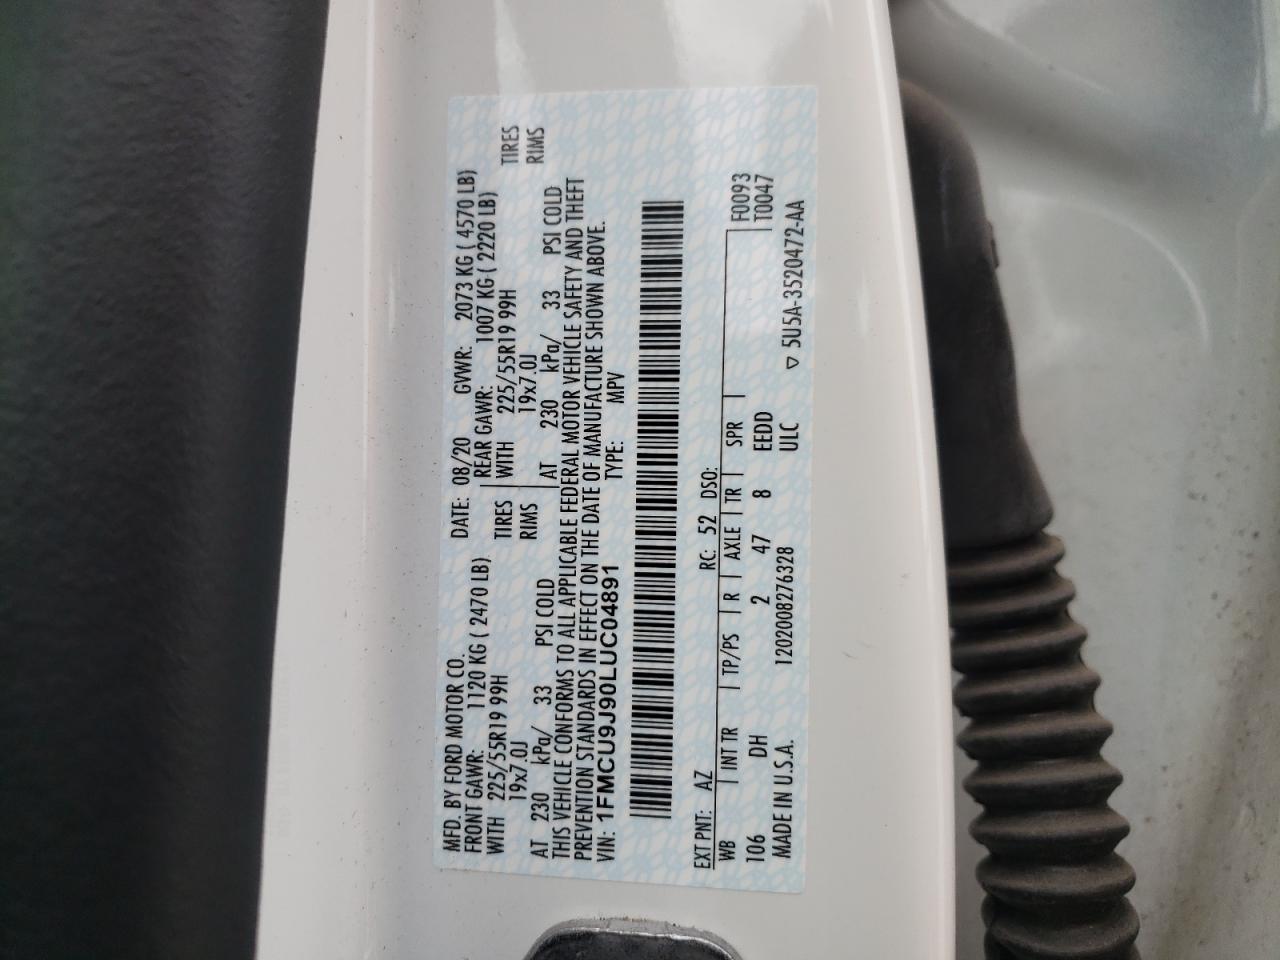 MFD. BY FORD MOTOR CO.
DATE: 08/20 GVWR: 2073 KG ( 4570 LB)
FRONT GAWR: 1120 KG ( 2470 LB)
REAR GAWR: 1007 KG ( 2220 LB)
WITH 225/55R19 99H TIRES
WITH 225/55R19 99H TIRES
19x7.0J RIMS
19x7.0J RIMS
AT 230 kPa/ 33 PSI COLD
AT 230 kPa/ 33 PSI COLD
THIS VEHICLE CONFORMS TO ALL APPLICABLE FEDERAL MOTOR VEHICLE SAFETY AND THEFT
PREVENTION STANDARDS IN EFFECT ON THE DATE OF MANUFACTURE SHOWN ABOVE.
VIN: 1FMCU9J90LUC04891 TYPE: MPV
EXT PNT: AZ RC: 52 DSO:
WB INT TR TP/PS R AXLE TR SPR F0093
106 DH 2 47 8 EEDD T0047
MADE IN U.S.A. 1202008276328 ULC ▽ 5U5A-3520472-AA